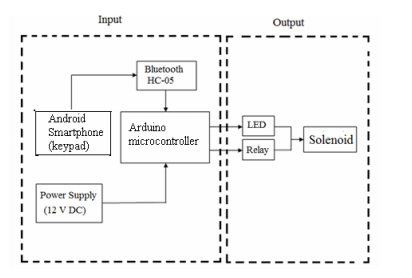 Input
Output
Bluetooth
HC-05
Android
Smartphone
(keypad)
Arduino
microcontroller
LED
Relay
Solenoid
Power Supply
(12 V DC)